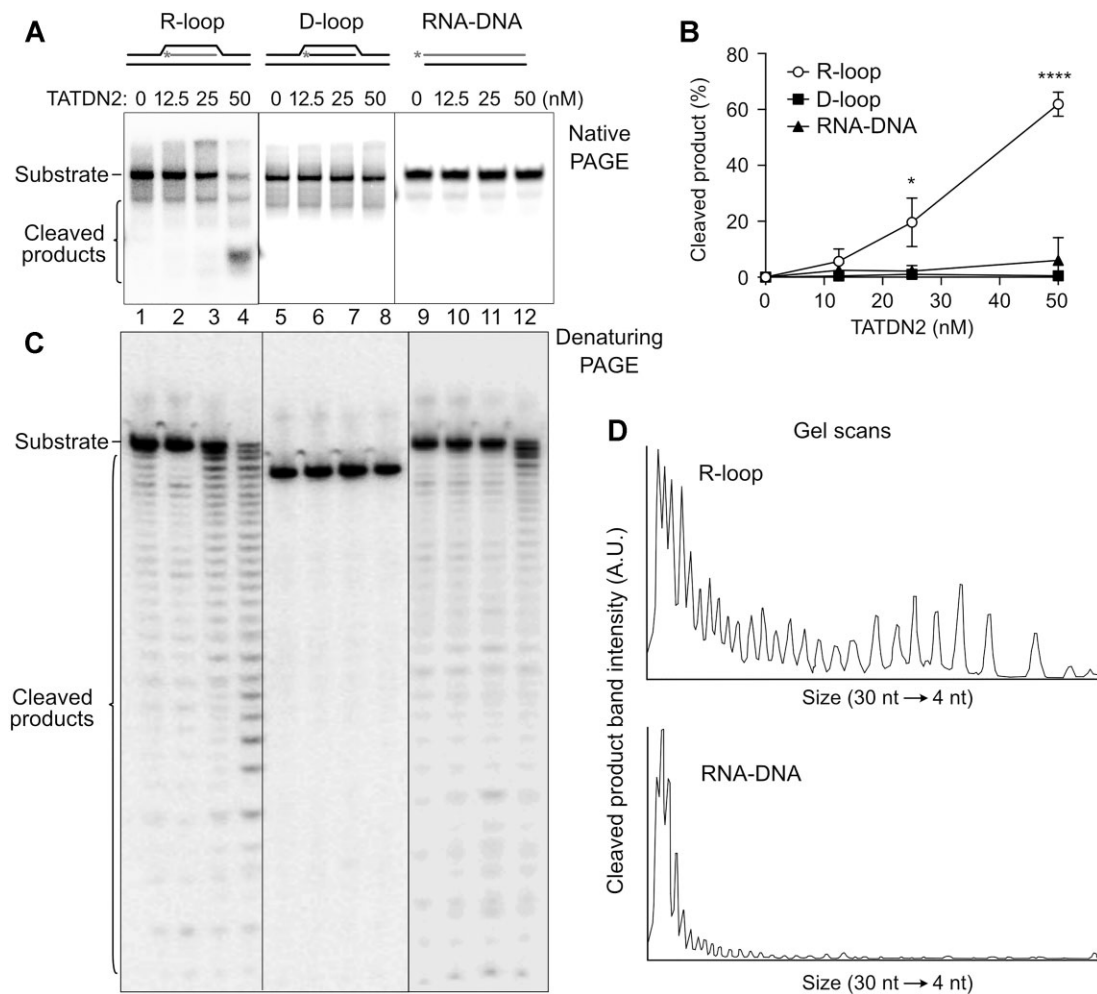 A
R-loop
D-loop
RNA-DNA
*
*
*
TATDN2: 0 12.5 25 50 0 12.5 25 50 0 12.5 25 50 (nM)
Native
PAGE
Substrate
Cleaved
products
B
Cleaved product (%)
80
60
40
20
0
R-loop
D-loop
RNA-DNA
*
****
0 10 20 30 40 50
TATDN2 (nM)
1 2 3 4 5 6 7 8 9 10 11 12
C
Denaturing
PAGE
Substrate
Cleaved
products
D
Gel scans
Cleaved product band intensity (A.U.)
R-loop
Size (30 nt → 4 nt)
RNA-DNA
Size (30 nt → 4 nt)